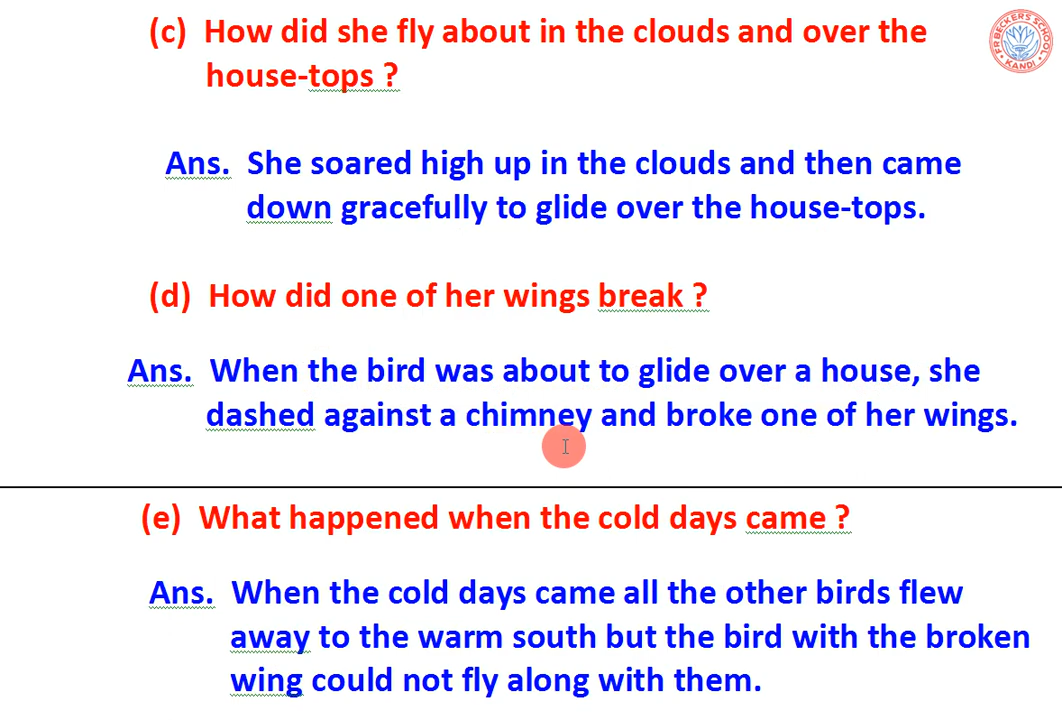 (c) How did she fly about in the clouds and over the
house-tops ?
Ans. She soared high up in the clouds and then came
down gracefully to glide over the house-tops.
(d) How did one of her wings break ?
Ans. When the bird was about to glide over a house, she
dashed against a chimney and broke one of her wings.
(e) What happened when the cold days came ?
Ans. When the cold days came all the other birds flew
away to the warm south but the bird with the broken
wing could not fly along with them.
FR BECKERS SCHOOL
KANDI